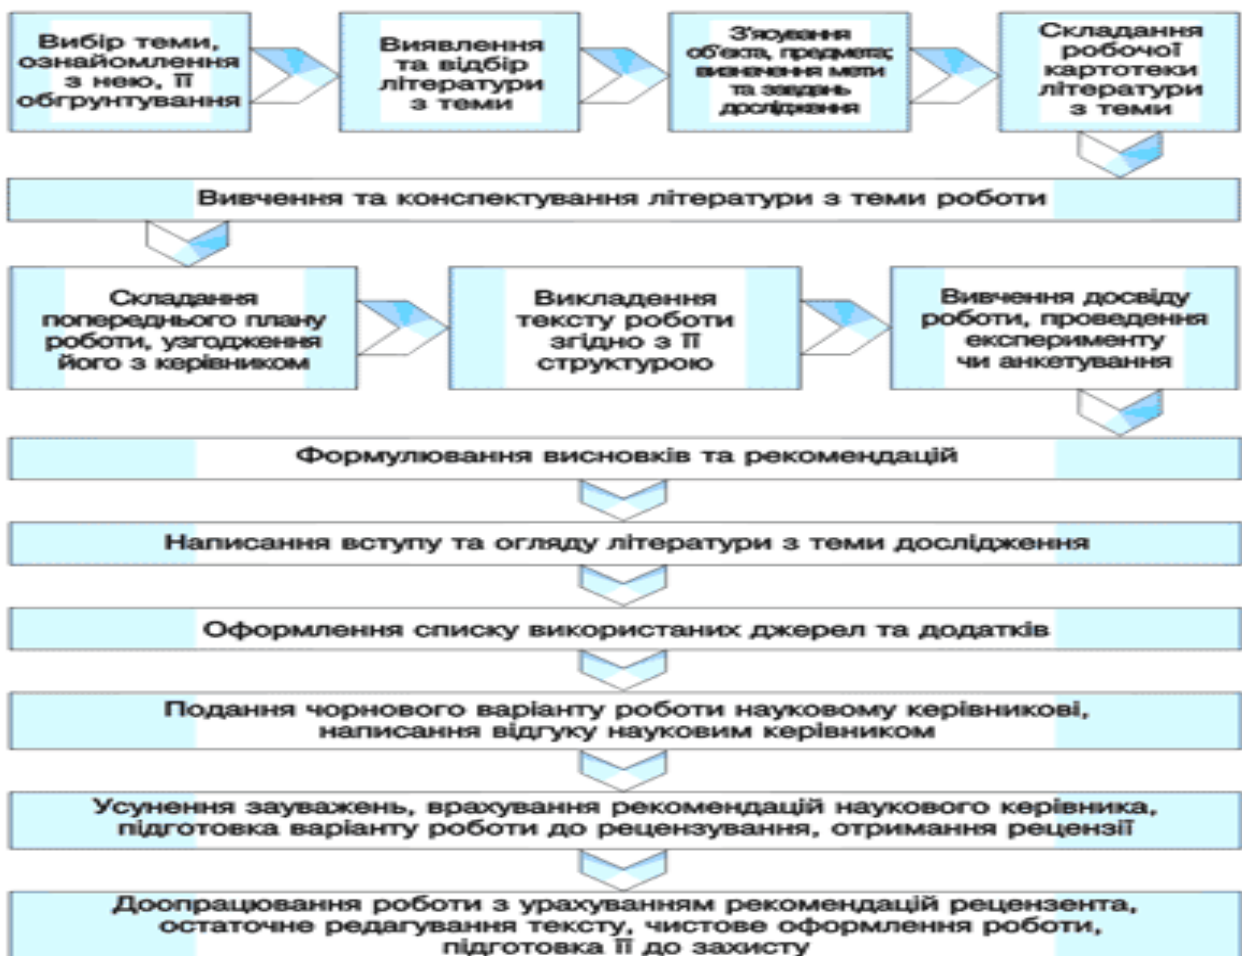 Вибір теми,
ознайомлення
з нею, її
обгрунтування
Виявлення
та відбір
літератури
з теми
З'ясування
об'єкта, предмета;
визначення мети
та завдань
дослідження
Складання
робочої
картотеки
літератури
з теми
Вивчення та конспектування літератури з теми роботи
Складання
попереднього плану
роботи, узгодження
його з керівником
Викладення
тексту роботи
згідно з її
структурою
Вивчення досвіду
роботи, проведення
експерименту
чи анкетування
Формулювання висновків та рекомендацій
Написання вступу та огляду літератури з теми дослідження
Оформлення списку використаних джерел та додатків
Подання чорнового варіанту роботи науковому керівникові,
написання відгуку науковим керівником
Усунення зауважень, врахування рекомендацій наукового керівника,
підготовка варіанту роботи до рецензування, отримання рецензії
Доопрацювання роботи з урахуванням рекомендацій рецензента,
остаточне редагування тексту, чистове оформлення роботи,
підготовка її до захисту